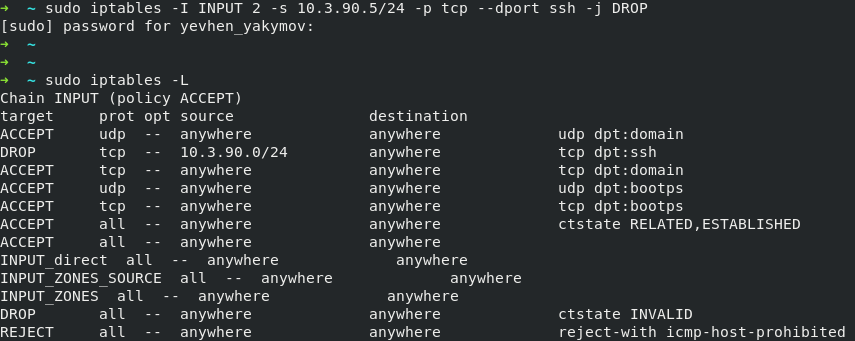 ➜  ~ sudo iptables -I INPUT 2 -s 10.3.90.5/24 -p tcp --dport ssh -j DROP
[sudo] password for yevhen_yakymov:
➜  ~
➜  ~
➜  ~ sudo iptables -L
Chain INPUT (policy ACCEPT)
target     prot opt source               destination
ACCEPT     udp  --  anywhere             anywhere             udp dpt:domain
DROP       tcp  --  10.3.90.0/24         anywhere             tcp dpt:ssh
ACCEPT     tcp  --  anywhere             anywhere             tcp dpt:domain
ACCEPT     udp  --  anywhere             anywhere             udp dpt:bootps
ACCEPT     tcp  --  anywhere             anywhere             tcp dpt:bootps
ACCEPT     all  --  anywhere             anywhere             ctstate RELATED,ESTABLISHED
ACCEPT     all  --  anywhere             anywhere
INPUT_direct  all  --  anywhere             anywhere
INPUT_ZONES_SOURCE  all  --  anywhere             anywhere
INPUT_ZONES  all  --  anywhere             anywhere
DROP       all  --  anywhere             anywhere             ctstate INVALID
REJECT     all  --  anywhere             anywhere             reject-with icmp-host-prohibited